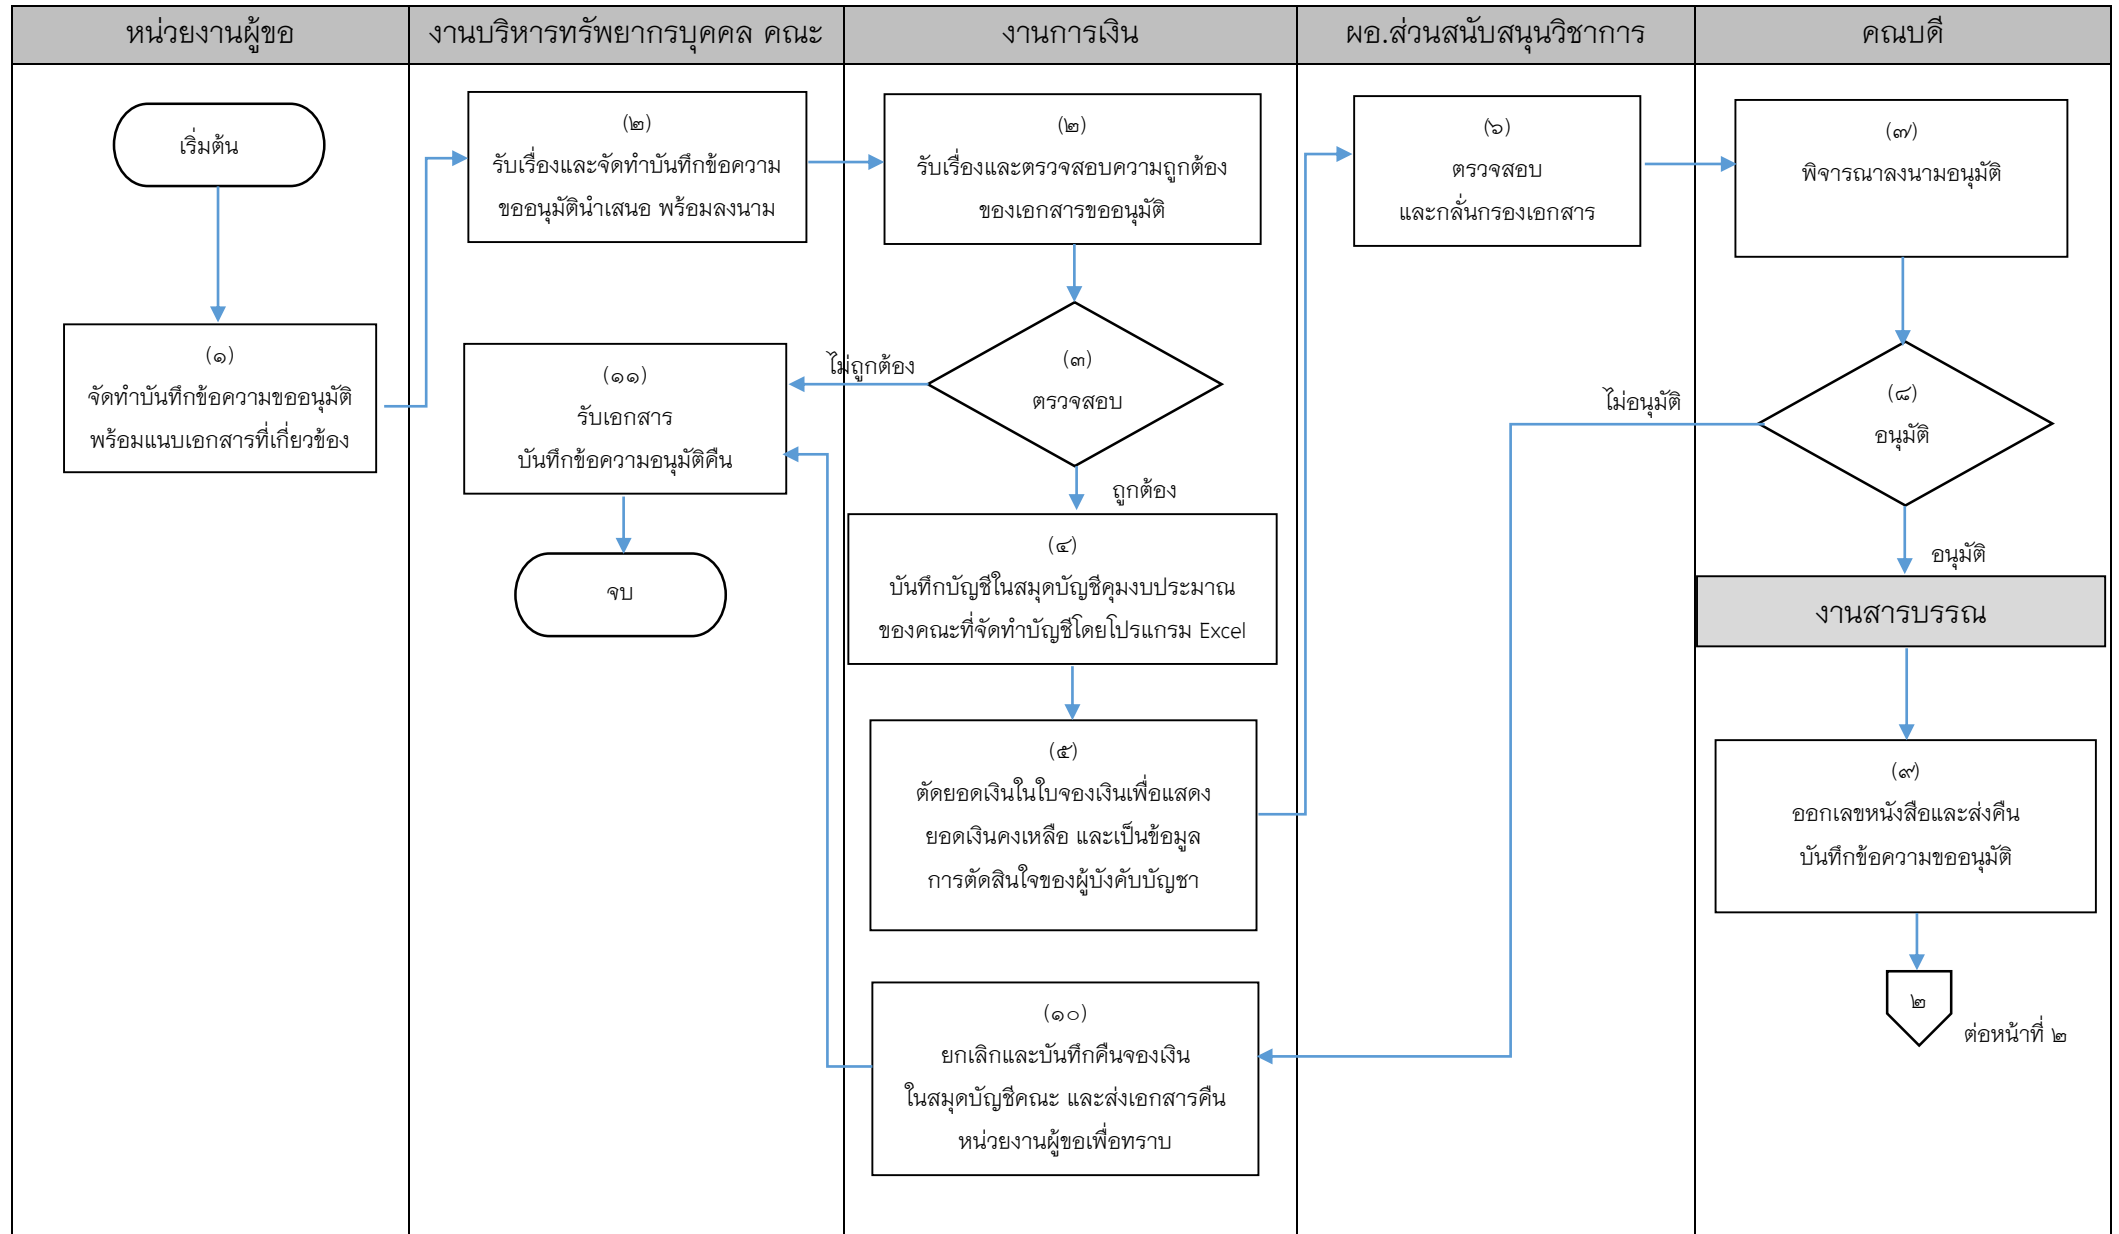 หน่วยงานผู้ขอ
งานบริหารทรัพยากรบุคคล คณะ
งานการเงิน
ผอ.ส่วนสนับสนุนวิชาการ
คณบดี
เริ่มต้น
(๑)
จัดทำบันทึกข้อความขออนุมัติ
พร้อมแนบเอกสารที่เกี่ยวข้อง
(๒)
รับเรื่องและจัดทำบันทึกข้อความ
ขออนุมัตินำเสนอ พร้อมลงนาม
(๑๑)
รับเอกสาร
บันทึกข้อความอนุมัติคืน
จบ
(๒)
รับเรื่องและตรวจสอบความถูกต้อง
ของเอกสารขออนุมัติ
(๓)
ตรวจสอบ
ไม่ถูกต้อง
ถูกต้อง
(๔)
บันทึกบัญชีในสมุดบัญชีคุมงบประมาณ
ของคณะที่จัดทำบัญชีโดยโปรแกรม Excel
(๕)
ตัดยอดเงินในใบจองเงินเพื่อแสดง
ยอดเงินคงเหลือ และเป็นข้อมูล
การตัดสินใจของผู้บังคับบัญชา
(๑๐)
ยกเลิกและบันทึกคืนจองเงิน
ในสมุดบัญชีคณะ และส่งเอกสารคืน
หน่วยงานผู้ขอเพื่อทราบ
(๖)
ตรวจสอบ
และกลั่นกรองเอกสาร
(๗)
พิจารณาลงนามอนุมัติ
(๘)
อนุมัติ
ไม่อนุมัติ
อนุมัติ
งานสารบรรณ
(๙)
ออกเลขหนังสือและส่งคืน
บันทึกข้อความขออนุมัติ
๒
ต่อหน้าที่ ๒